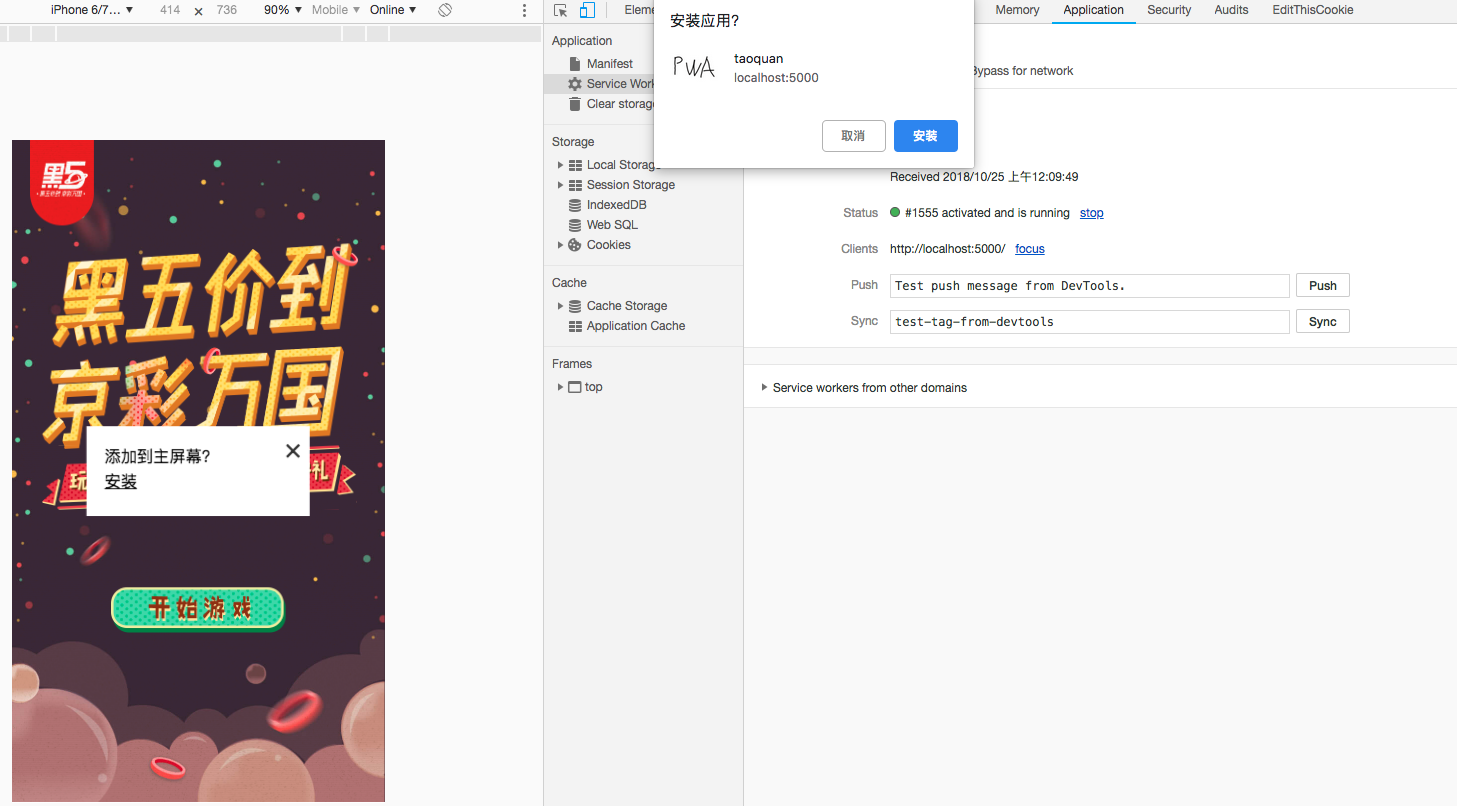 iPhone 6/7… ▼ 414 × 736 90% ▼ Mobile ▼ Online ▼
黑5
黑五价到
京彩万国
玩
礼
添加到主屏幕?
安装
开始游戏
Eleme
Memory Application Security Audits EditThisCookie
安装应用?
PWA
taoquan
localhost:5000
取消 安装
Application
Manifest
Service Work
Clear storage
Storage
Local Storage
Session Storage
IndexedDB
Web SQL
Cookies
Cache
Cache Storage
Application Cache
Frames
top
Bypass for network
Received 2018/10/25 上午12:09:49
Status #1555 activated and is running stop
Clients http://localhost:5000/ focus
Push Test push message from DevTools. Push
Sync test-tag-from-devtools Sync
Service workers from other domains